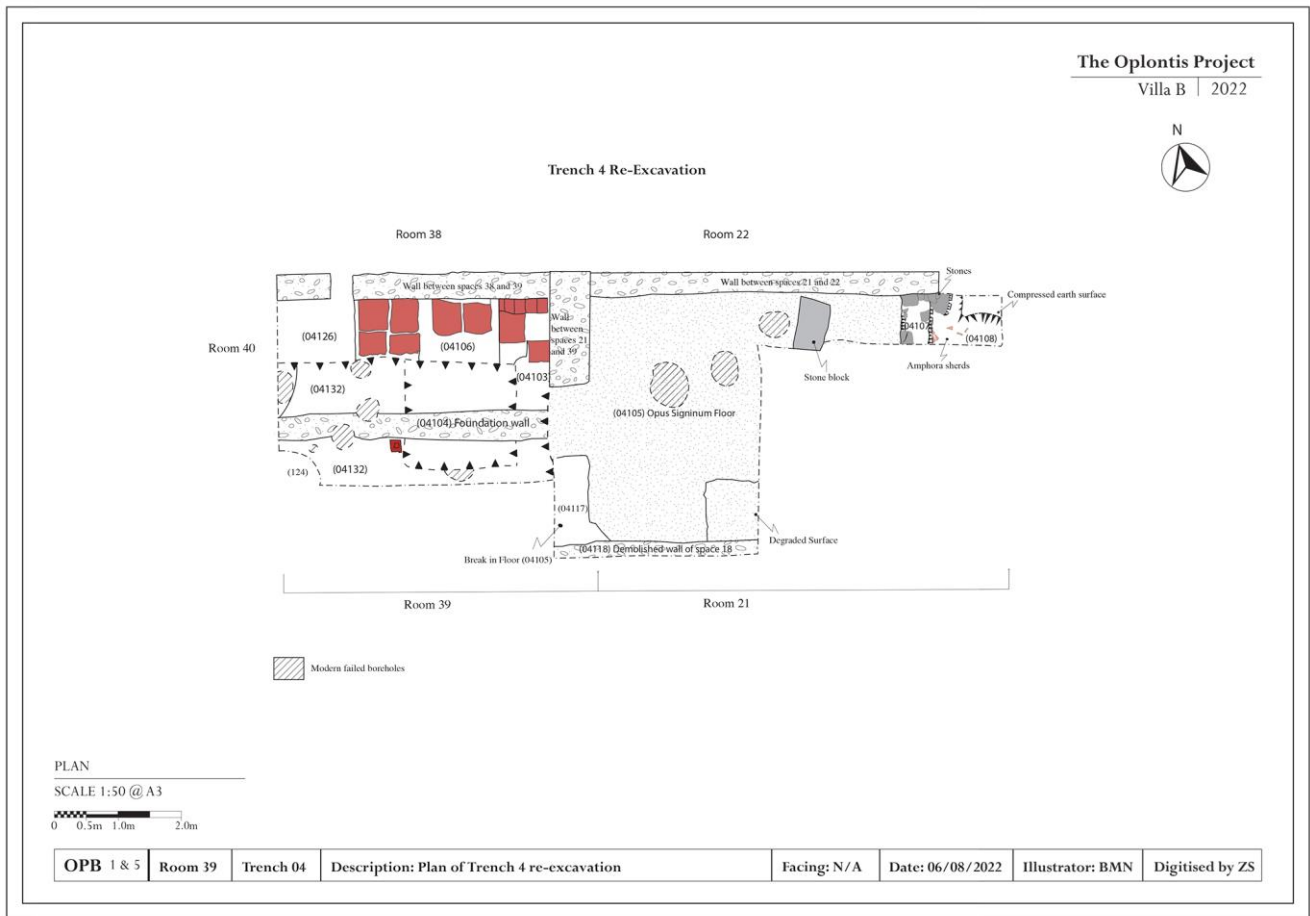 The Oplontis Project
Villa B | 2022
N
Trench 4 Re-Excavation
Room 38
Room 22
Stones
Wall between spaces 38 and 39
Wall between spaces 21 and 22
Compressed earth surface
Wall
between
spaces 21
and 39
(04126)
(04106)
(04107)
(04108)
Room 40
Amphora sherds
Stone block
(04103)
(04132)
(04105) Opus Signinum Floor
(04104) Foundation wall
(124)
(04132)
(04117)
Degraded Surface
(04118) Demolished wall of space 18
Break in Floor (04105)
Room 39
Room 21
Modern failed boreholes
PLAN
SCALE 1:50 @ A3
0 0.5m 1.0m 2.0m
OPB 1 & 5
Room 39
Trench 04
Description: Plan of Trench 4 re-excavation
Facing: N/A
Date: 06/08/2022
Illustrator: BMN
Digitised by ZS